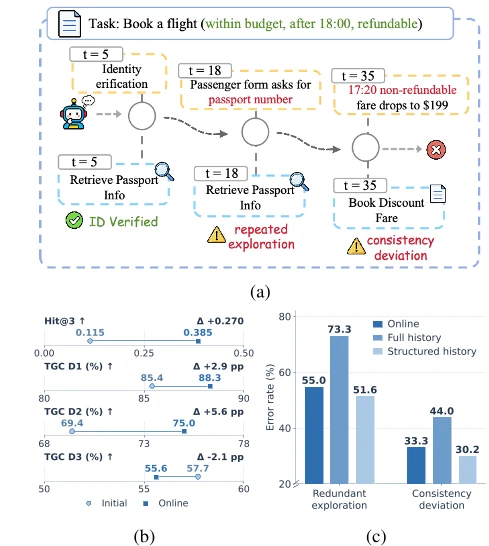 Task: Book a flight (within budget, after 18:00, refundable)
t = 5
Identity
erification
t = 18
Passenger form asks for
passport number
t = 35
17:20 non-refundable
fare drops to $199
t = 5
Retrieve Passport
Info
ID Verified
t = 18
Retrieve Passport
Info
repeated
exploration
t = 35
Book Discount
Fare
consistency
deviation
(a)
Hit@3 ↑ Δ +0.270
0.115 0.385
0.00 0.25 0.50
TGC D1 (%) ↑ Δ +2.9 pp
85.4 88.3
80 85 90
TGC D2 (%) ↑ Δ +5.6 pp
69.4 75.0
68 73 78
TGC D3 (%) ↑ Δ -2.1 pp
55.6 57.7
50 55 60
Initial Online
(b)
Error rate (%)
80
60
40
20
Online
Full history
Structured history
55.0 73.3 51.6
33.3 44.0 30.2
Redundant
exploration
Consistency
deviation
(c)